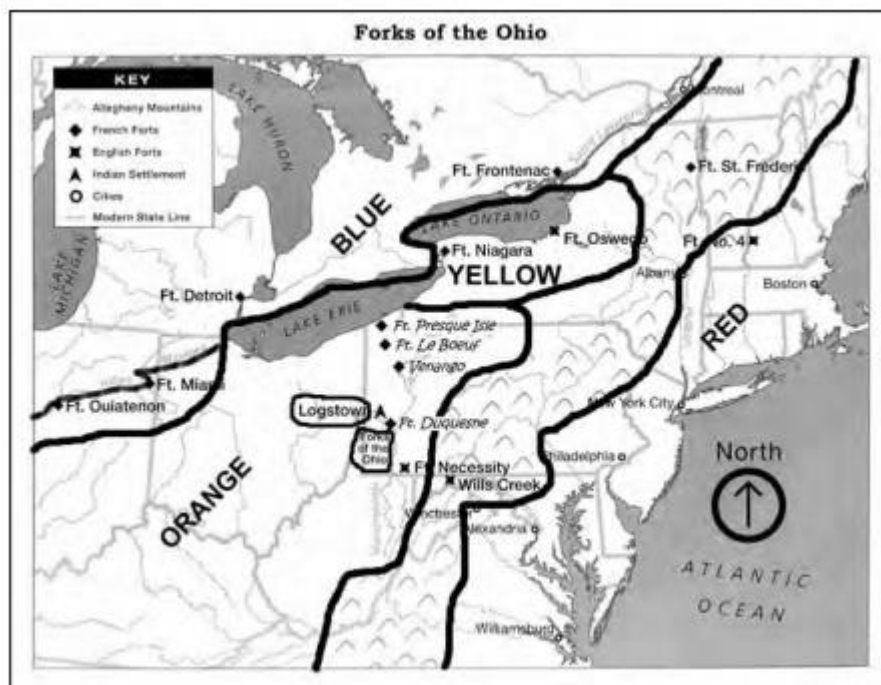 Forks of the Ohio
KEY
Allegheny Mountains
French Forts
English Forts
Indian Settlement
Cities
Modern State Line
LAKE HURON
LAKE MICHIGAN
Montreal
Saint Lawrence
Ft. Frontenac
Ft. St. Frederic
BLUE
LAKE ONTARIO
Ft. Oswego
Ft. No. 4
Ft. Niagara
YELLOW
Albany
Boston
Ft. Detroit
LAKE ERIE
RED
Ft. Presque Isle
Ft. Le Boeuf
Venango
Ft. Miami
Ft. Ouiatenon
Logstown
Ft. Duquesne
New York City
Forks
of the
Ohio
ORANGE
Ft. Necessity
Wills Creek
Philadelphia
North
Winchester
Alexandria
ATLANTIC
OCEAN
Williamsburg